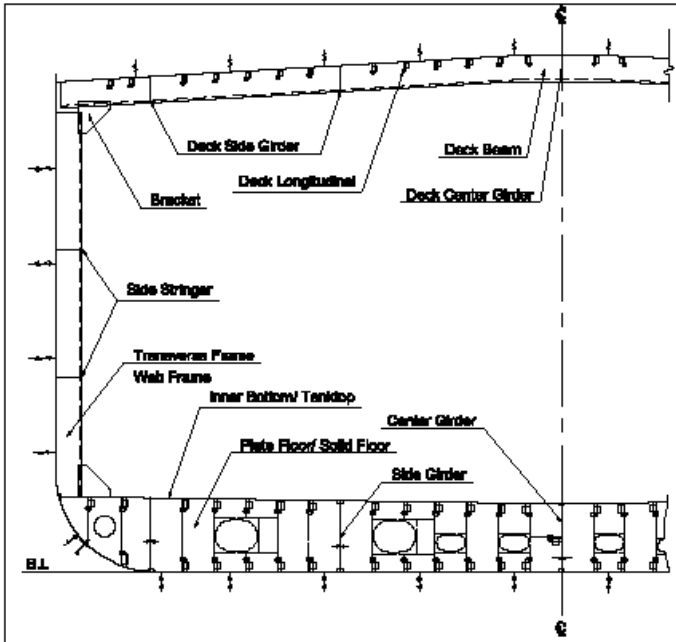 ℄
Deck Side Girder
Deck Beam
Deck Longitudinal
Deck Center Girder
Bracket
Side Stringer
Transverse Frame
Web Frame
Inner Bottom/ Tanktop
Center Girder
Plate Floor/ Solid Floor
Side Girder
B.L
℄